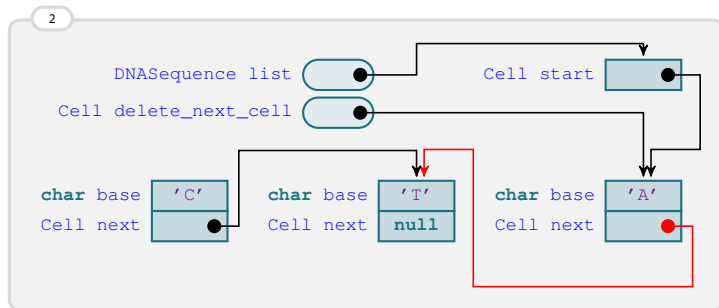 2
DNASequence list
Cell start
Cell delete_next_cell
char base 'C'
char base 'T'
char base 'A'
Cell next
Cell next null
Cell next